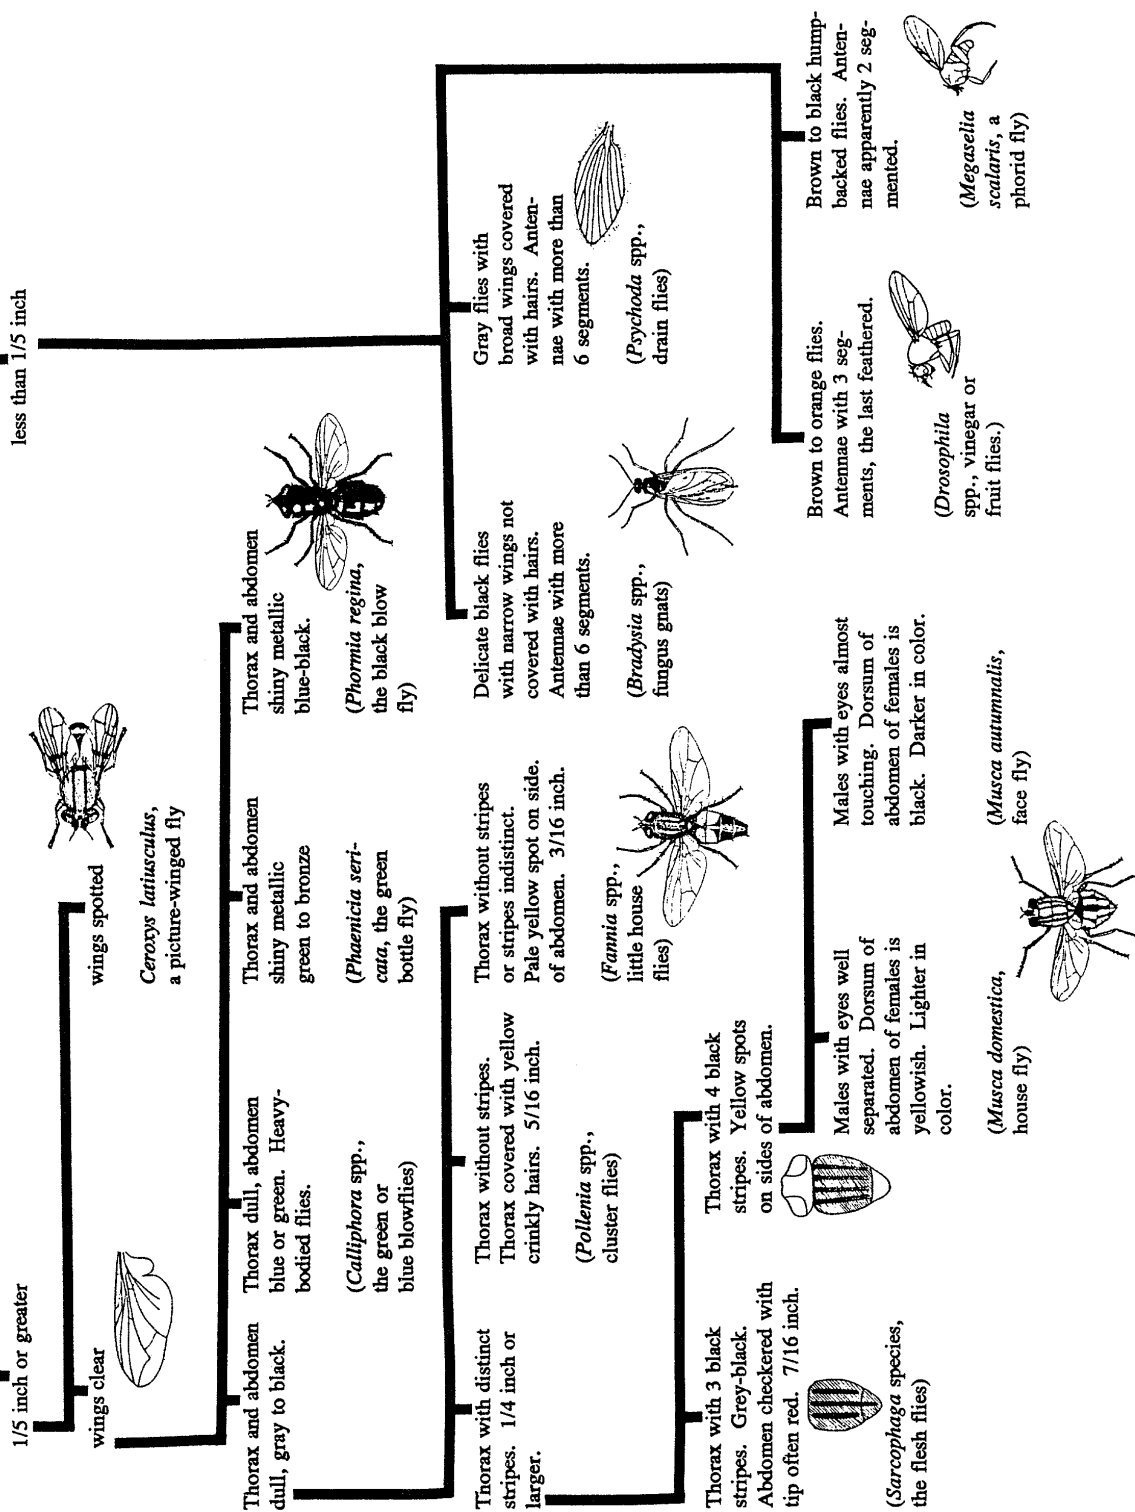 1/5 inch or greater
less than 1/5 inch
wings clear
wings spotted
Ceroxys latiusculus,
a picture-winged fly
Thorax and abdomen
dull, gray to black.
Thorax dull, abdomen
blue or green. Heavy-
bodied flies.
(Calliphora spp.,
the green or
blue blowflies)
Thorax and abdomen
shiny metallic
green to bronze
(Phaenicia seri-
cata, the green
bottle fly)
Thorax and abdomen
shiny metallic
blue-black.
(Phormia regina,
the black blow
fly)
Thorax with distinct
stripes. 1/4 inch or
larger.
Thorax without stripes.
Thorax covered with yellow
crinkly hairs. 5/16 inch.
(Pollenia spp.,
cluster flies)
Thorax without stripes
or stripes indistinct.
Pale yellow spot on side.
of abdomen. 3/16 inch.
(Fannia spp.,
little house
flies)
Delicate black flies
with narrow wings not
covered with hairs.
Antennae with more
than 6 segments.
(Bradysia spp.,
fungus gnats)
Gray flies with
broad wings covered
with hairs. Anten-
nae with more than
6 segments.
(Psychoda spp.,
drain flies)
Thorax with 3 black
stripes. Grey-black.
Abdomen checkered with
tip often red. 7/16 inch.
(Sarcophaga species,
the flesh flies)
Thorax with 4 black
stripes. Yellow spots
on sides of abdomen.
Males with eyes well
separated. Dorsum of
abdomen of females is
yellowish. Lighter in
color.
(Musca domestica,
house fly)
Males with eyes almost
touching. Dorsum of
abdomen of females is
black. Darker in color.
(Musca autumnalis,
face fly)
Brown to orange flies.
Antennae with 3 seg-
ments, the last feathered.
(Drosophila
spp., vinegar or
fruit flies.)
Brown to black hump-
backed flies. Anten-
nae apparently 2 seg-
mented.
(Megaselia
scalaris, a
phorid fly)